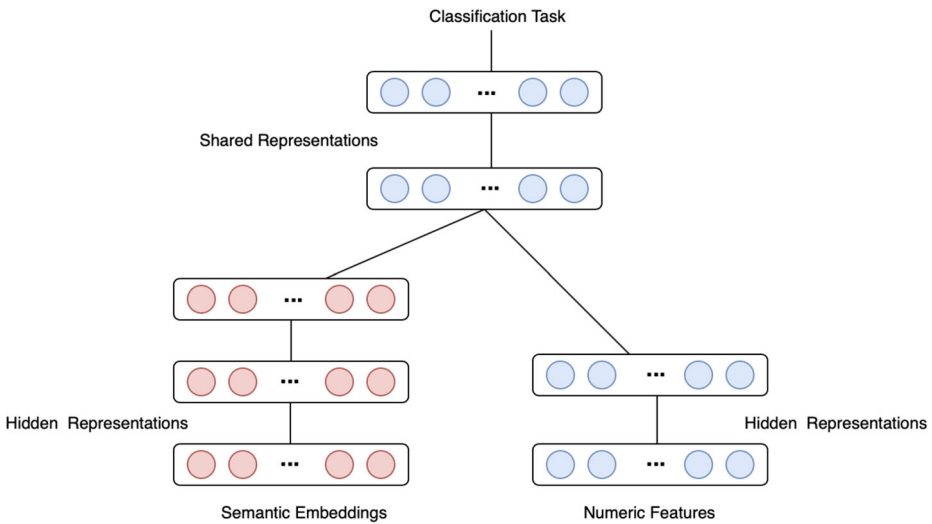 Classification Task
...
Shared Representations
...
...
...
...
Hidden Representations
Hidden Representations
...
...
Semantic Embeddings
Numeric Features